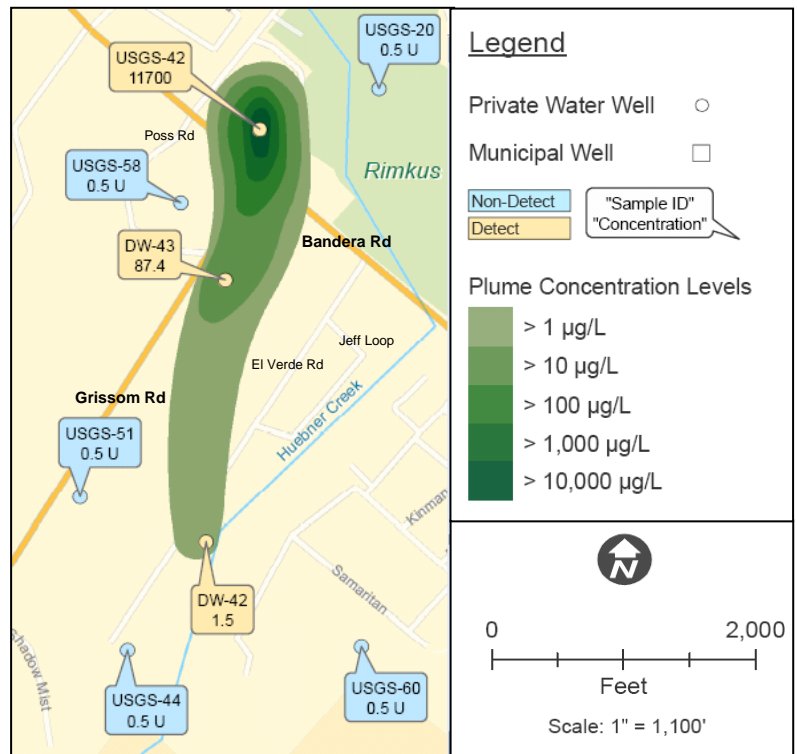 USGS-20
0.5 U
USGS-42
11700
Poss Rd
USGS-58
0.5 U
Rimkus
DW-43
87.4
Bandera Rd
Jeff Loop
El Verde Rd
Grissom Rd
USGS-51
0.5 U
Huebner Creek
Kinman
Samaritan
DW-42
1.5
Shadow Mist
USGS-44
0.5 U
USGS-60
0.5 U
Legend
Private Water Well
Municipal Well
Non-Detect
Detect
"Sample ID"
"Concentration"
Plume Concentration Levels
> 1 µg/L
> 10 µg/L
> 100 µg/L
> 1,000 µg/L
> 10,000 µg/L
N
0 2,000
Feet
Scale: 1" = 1,100'